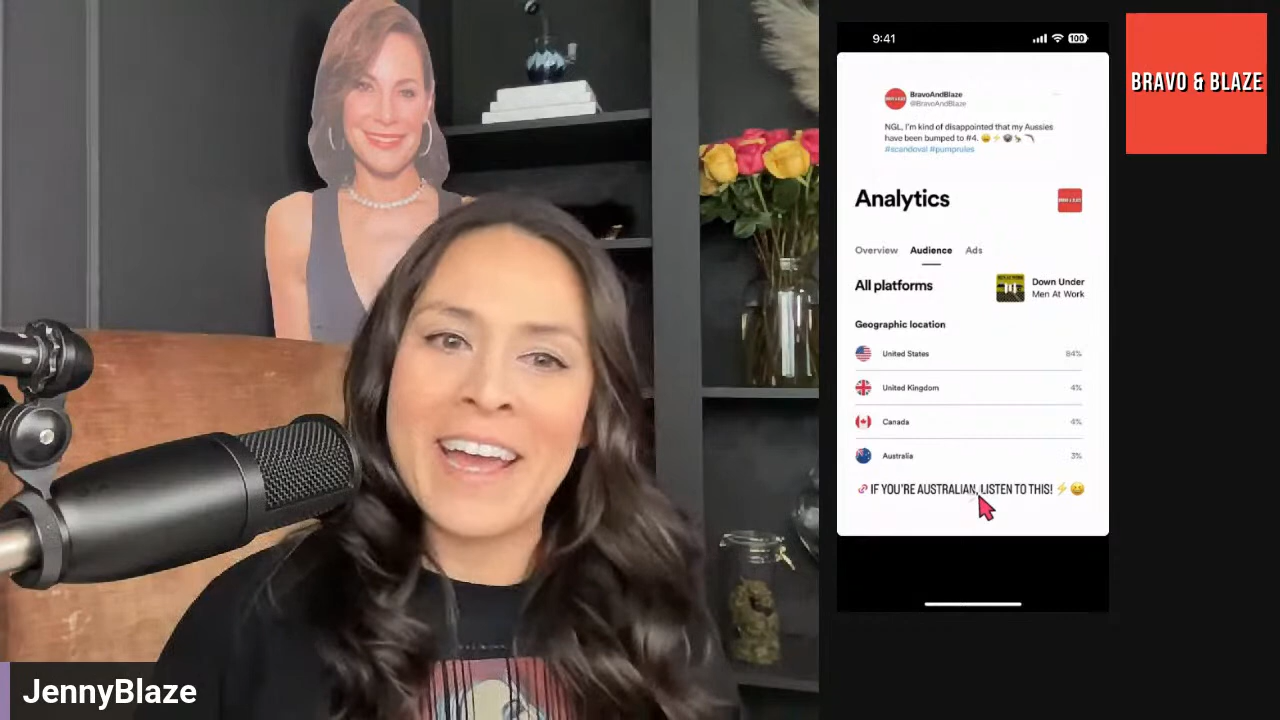 9:41
100
BRAVO & BLAZE
BravoAndBlaze
@BravoAndBlaze
NGL, I'm kind of disappointed that my Aussies
have been bumped to #4.
#scandoval #pumprules
Analytics
Overview Audience Ads
All platforms
Down Under
Men At Work
Geographic location
United States 84%
United Kingdom 4%
Canada 4%
Australia 3%
IF YOU'RE AUSTRALIAN, LISTEN TO THIS!
JennyBlaze